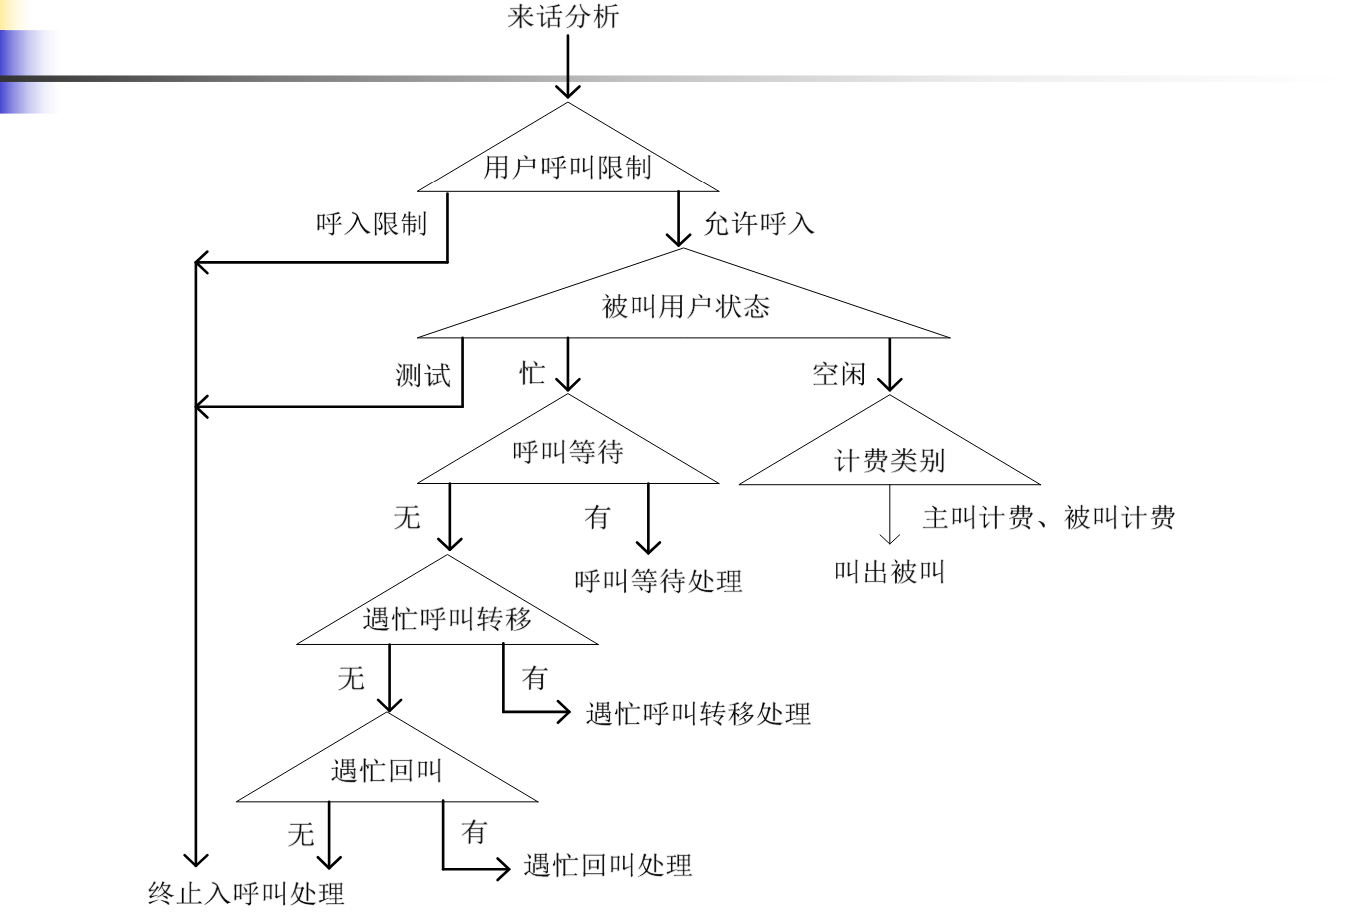 来话分析
用户呼叫限制
呼入限制
允许呼入
被叫用户状态
测试
忙
空闲
呼叫等待
计费类别
无
有
主叫计费、被叫计费
呼叫等待处理
叫出被叫
遇忙呼叫转移
无
有
遇忙呼叫转移处理
遇忙回叫
无
有
遇忙回叫处理
终止入呼叫处理